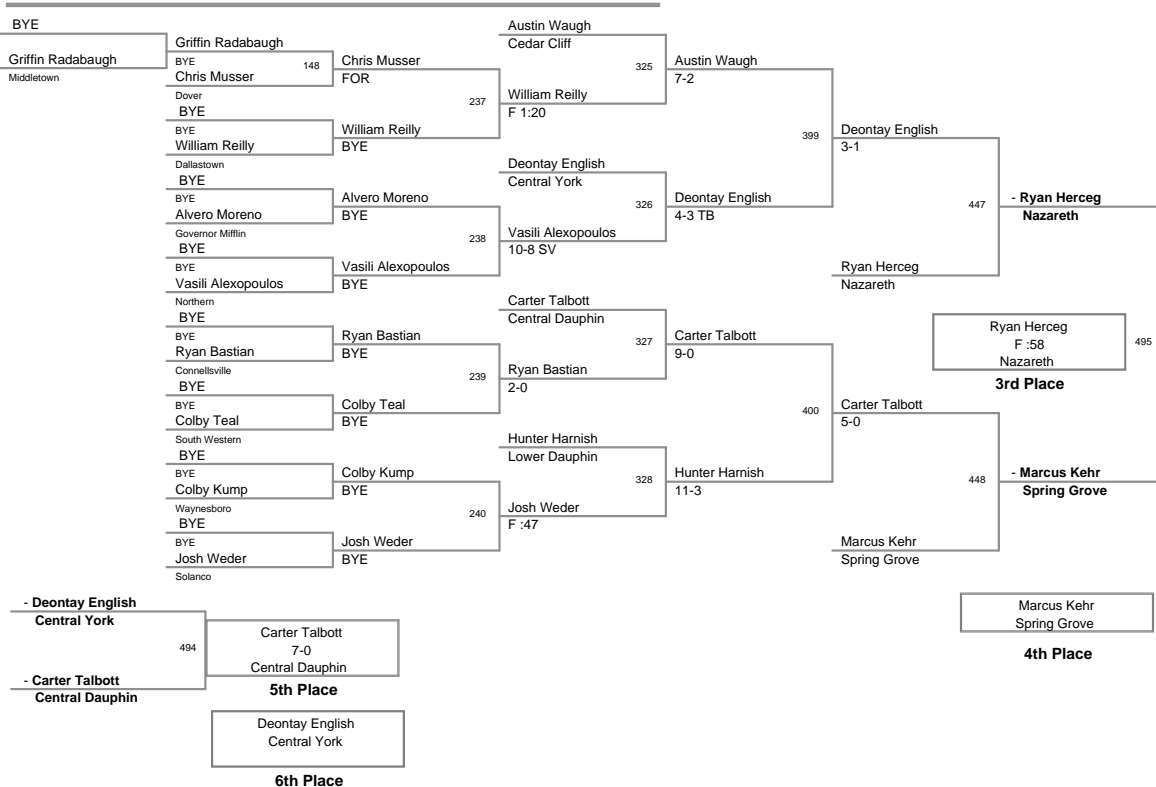 BYE
Griffin Radabaugh
Middletown
Griffin Radabaugh
BYE
Chris Musser
Dover
148
BYE
BYE
William Reilly
Dallastown
BYE
BYE
Alvero Moreno
Governor Mifflin
BYE
BYE
Vasili Alexopoulos
Northern
BYE
BYE
Ryan Bastian
Connellsville
BYE
BYE
Colby Teal
South Western
BYE
BYE
Colby Kump
Waynesboro
BYE
BYE
Josh Weder
Solanco
Chris Musser
FOR
237
William Reilly
BYE
Alvero Moreno
BYE
238
Vasili Alexopoulos
BYE
Ryan Bastian
BYE
239
Colby Teal
BYE
Colby Kump
BYE
240
Josh Weder
BYE
Austin Waugh
Cedar Cliff
325
William Reilly
F 1:20
Deontay English
Central York
326
Vasili Alexopoulos
10-8 SV
Carter Talbott
Central Dauphin
327
Ryan Bastian
2-0
Hunter Harnish
Lower Dauphin
328
Josh Weder
F :47
Austin Waugh
7-2
399
Deontay English
4-3 TB
Carter Talbott
9-0
400
Hunter Harnish
11-3
Deontay English
3-1
447
Ryan Herceg
Nazareth
Carter Talbott
5-0
448
Marcus Kehr
Spring Grove
- Ryan Herceg
Nazareth
Ryan Herceg
F :58
Nazareth
495
3rd Place
- Marcus Kehr
Spring Grove
Marcus Kehr
Spring Grove
4th Place
- Deontay English
Central York
494
- Carter Talbott
Central Dauphin
Carter Talbott
7-0
Central Dauphin
5th Place
Deontay English
Central York
6th Place